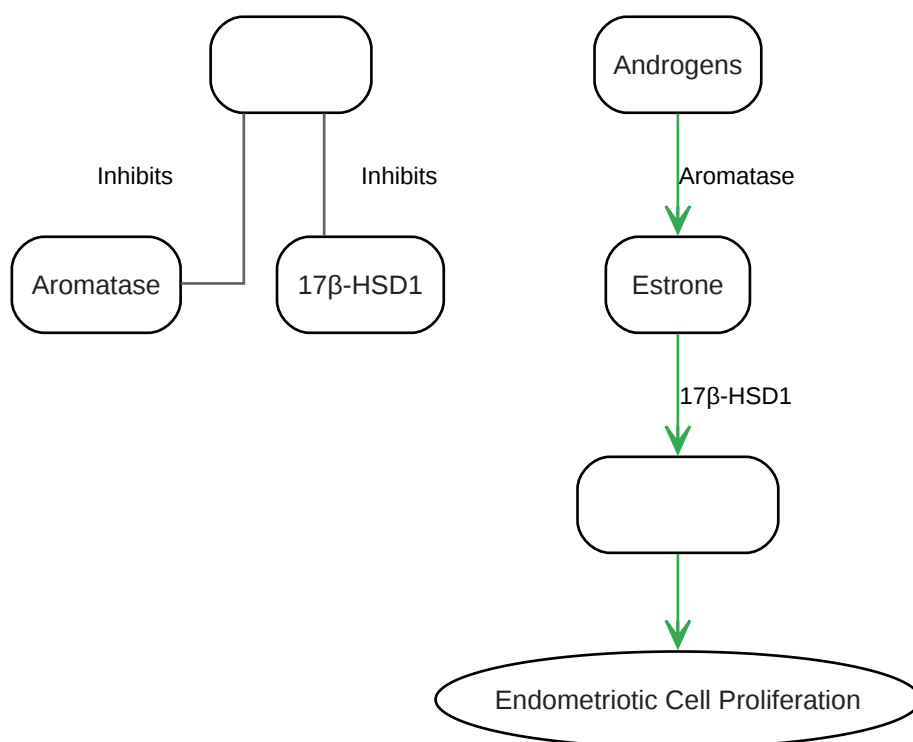 Androgens
Inhibits
Inhibits
Aromatase
Aromatase
17β-HSD1
Estrone
17β-HSD1
Endometriotic Cell Proliferation